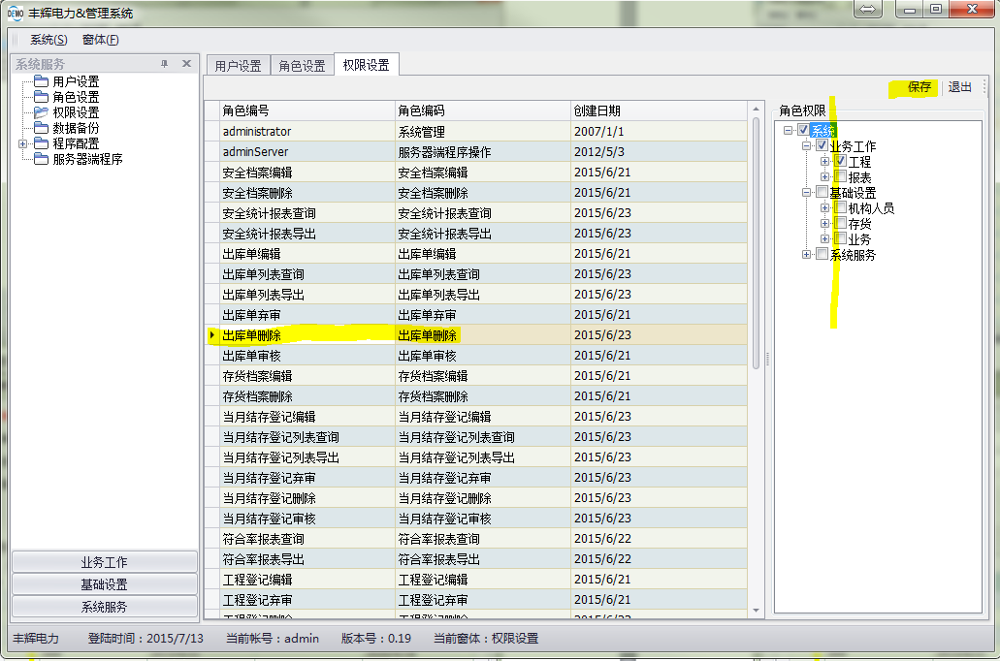 DEMO 丰辉电力&管理系统
系统(S) 窗体(F)
系统服务
用户设置
角色设置
权限设置
数据备份
程序配置
服务器端程序
业务工作
基础设置
系统服务
用户设置 角色设置 权限设置
保存 退出
角色编号 角色编码 创建日期
administrator 系统管理 2007/1/1
adminServer 服务器端程序操作 2012/5/3
安全档案编辑 安全档案编辑 2015/6/21
安全档案删除 安全档案删除 2015/6/21
安全统计报表查询 安全统计报表查询 2015/6/23
安全统计报表导出 安全统计报表导出 2015/6/23
出库单编辑 出库单编辑 2015/6/21
出库单列表查询 出库单列表查询 2015/6/23
出库单列表导出 出库单列表导出 2015/6/23
出库单弃审 出库单弃审 2015/6/21
出库单删除 出库单删除 2015/6/23
出库单审核 出库单审核 2015/6/21
存货档案编辑 存货档案编辑 2015/6/21
存货档案删除 存货档案删除 2015/6/21
当月结存登记编辑 当月结存登记编辑 2015/6/23
当月结存登记列表查询 当月结存登记列表查询 2015/6/23
当月结存登记列表导出 当月结存登记列表导出 2015/6/23
当月结存登记弃审 当月结存登记弃审 2015/6/23
当月结存登记删除 当月结存登记删除 2015/6/23
当月结存登记审核 当月结存登记审核 2015/6/23
符合率报表查询 符合率报表查询 2015/6/22
符合率报表导出 符合率报表导出 2015/6/22
工程登记编辑 工程登记编辑 2015/6/21
工程登记弃审 工程登记弃审 2015/6/21
工程登记删除 工程登记删除 2015/6/23
角色权限
系统
业务工作
工程
报表
基础设置
机构人员
存货
业务
系统服务
丰辉电力 登陆时间：2015/7/13 当前帐号：admin 版本号：0.19 当前窗体：权限设置